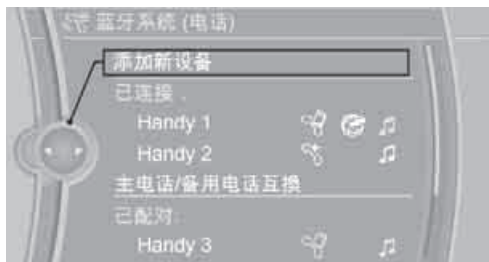 蓝牙系统 (电话)
添加新设备
已连接:
Handy 1
Handy 2
主电话/备用电话互换
已配对:
Handy 3